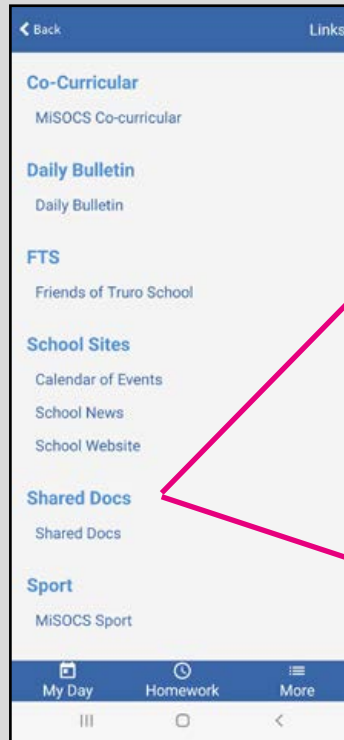 Back
Links
Co-Curricular
MiSOCS Co-curricular
Daily Bulletin
Daily Bulletin
FTS
Friends of Truro School
School Sites
Calendar of Events
School News
School Website
Shared Docs
Shared Docs
Sport
MiSOCS Sport
My Day Homework More